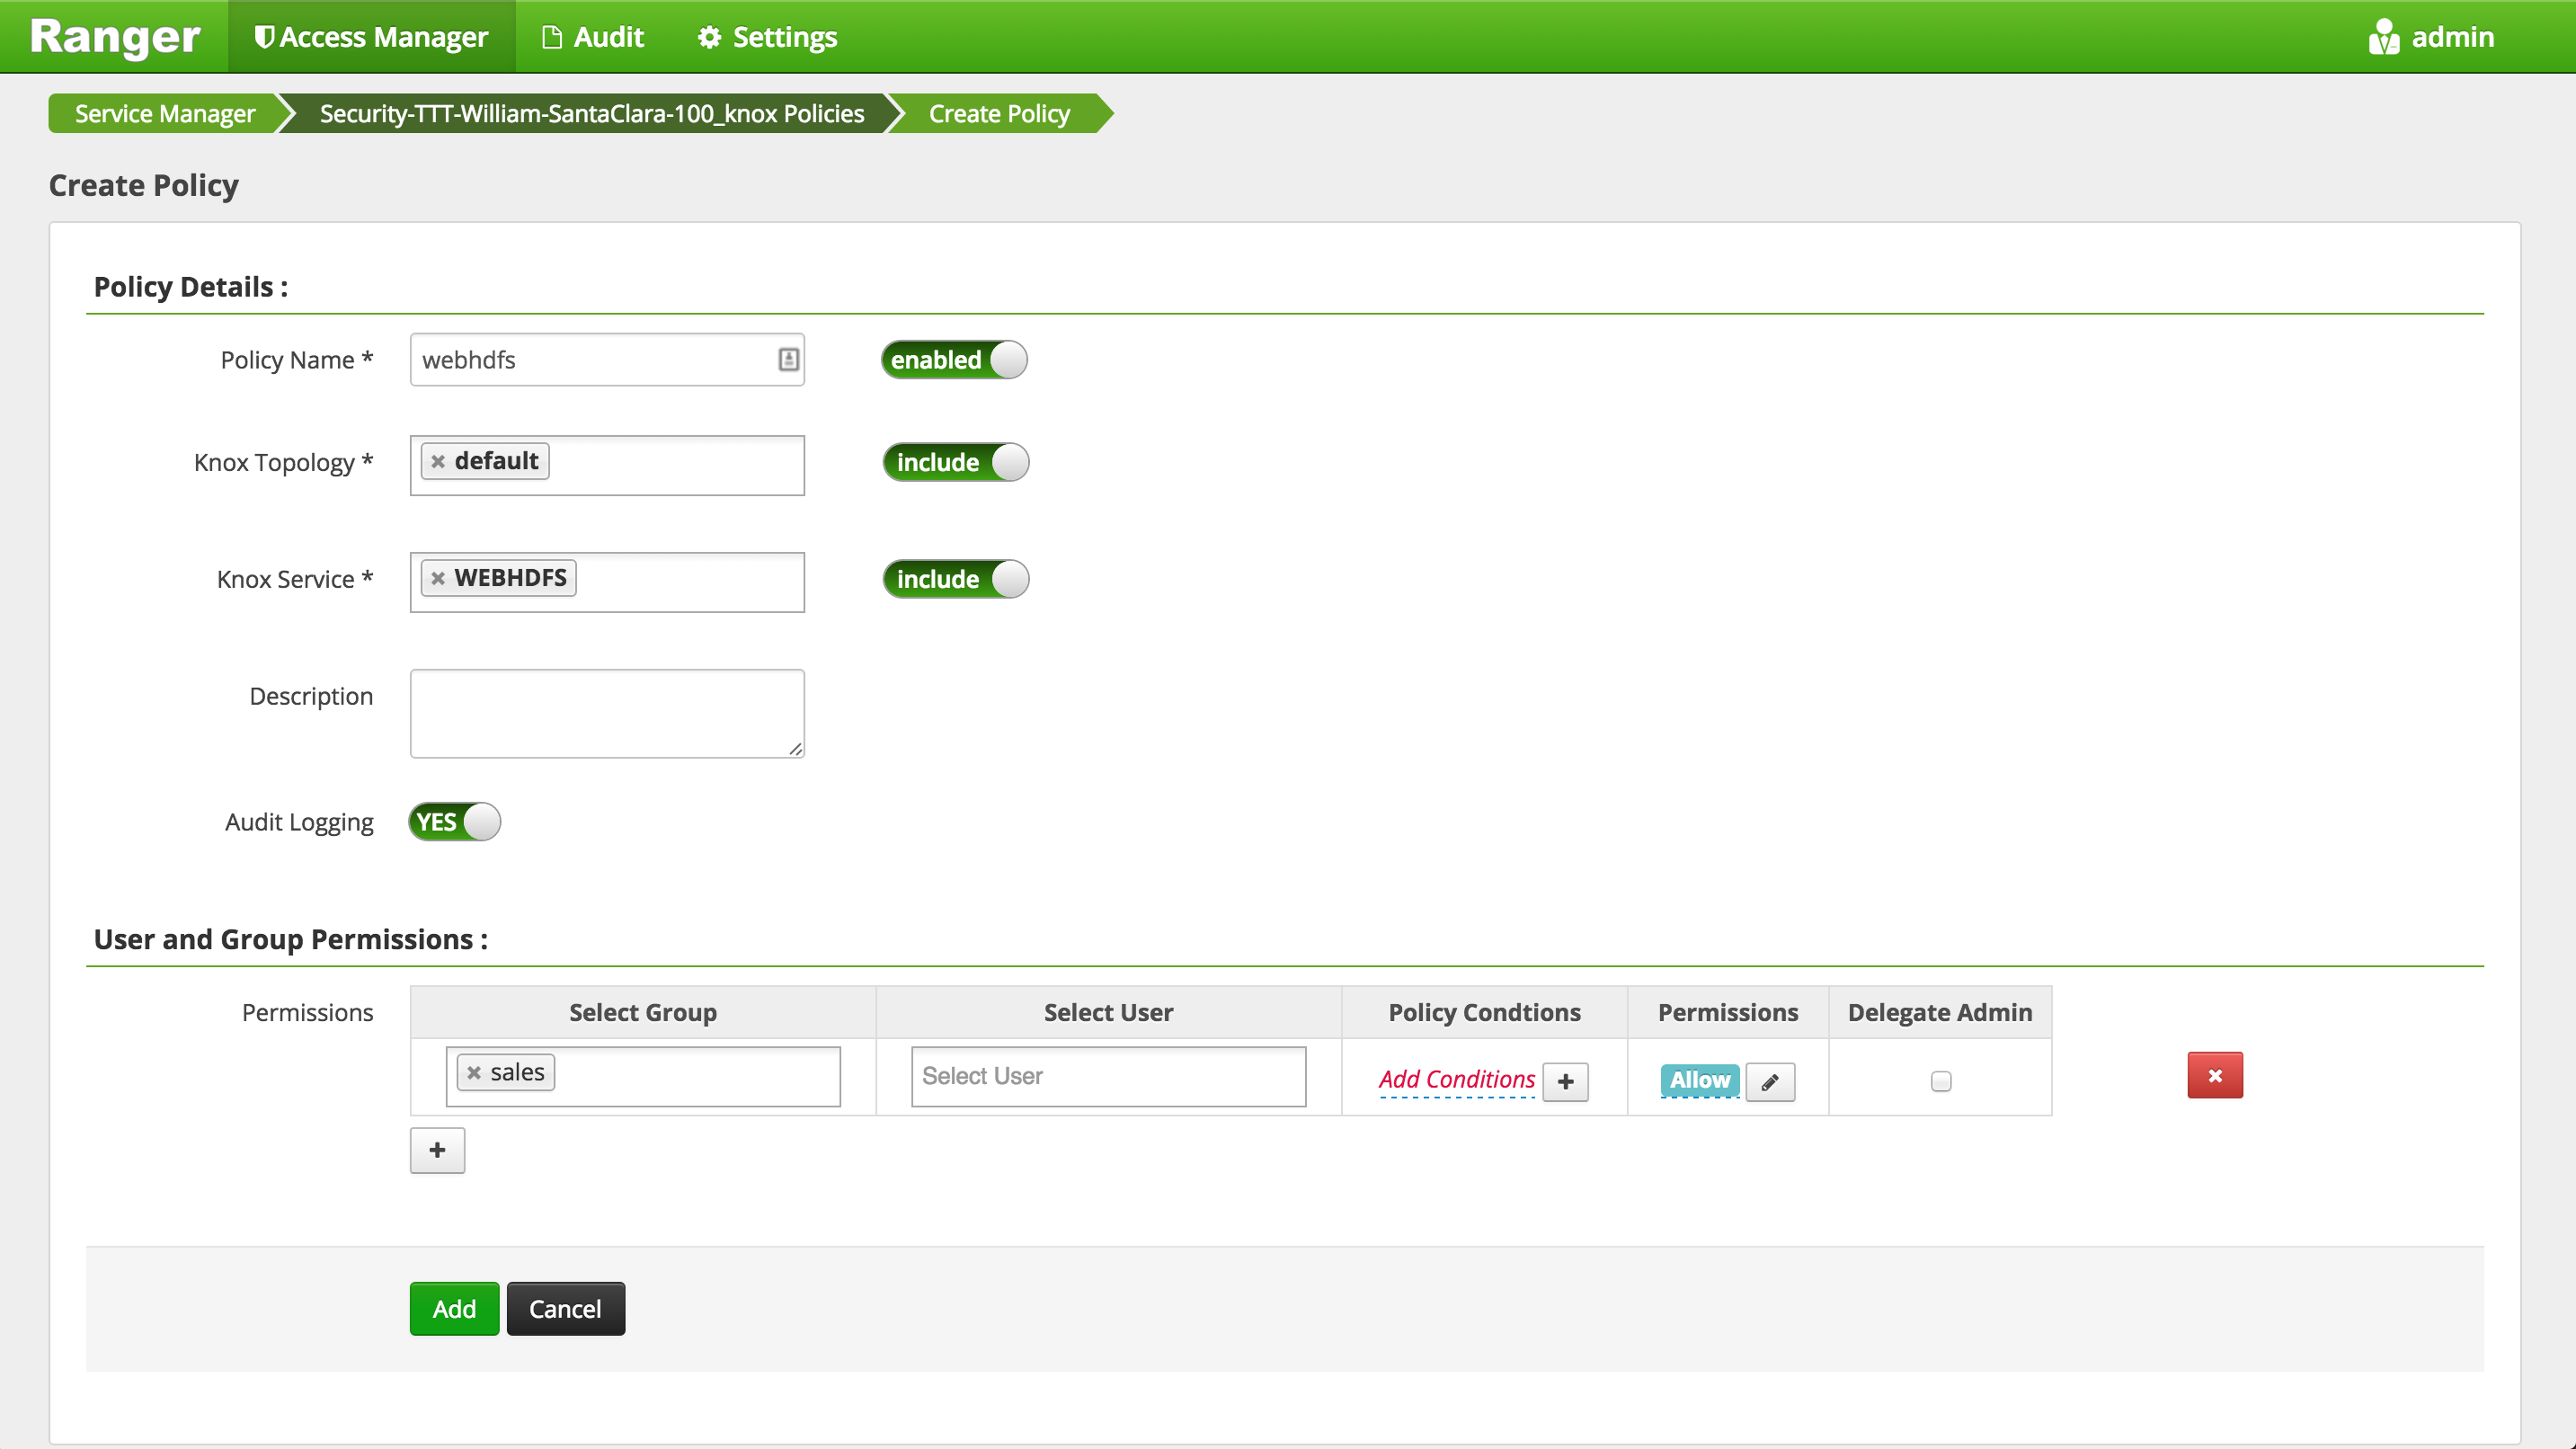 Ranger Access Manager Audit Settings admin
Service Manager Security-TTT-William-SantaClara-100_knox Policies Create Policy
Create Policy
Policy Details :
Policy Name * webhdfs enabled
Knox Topology * × default include
Knox Service * × WEBHDFS include
Description
Audit Logging YES
User and Group Permissions :
Permissions Select Group Select User Policy Condtions Permissions Delegate Admin
× sales Select User Add Conditions + Allow ×
+
Add Cancel